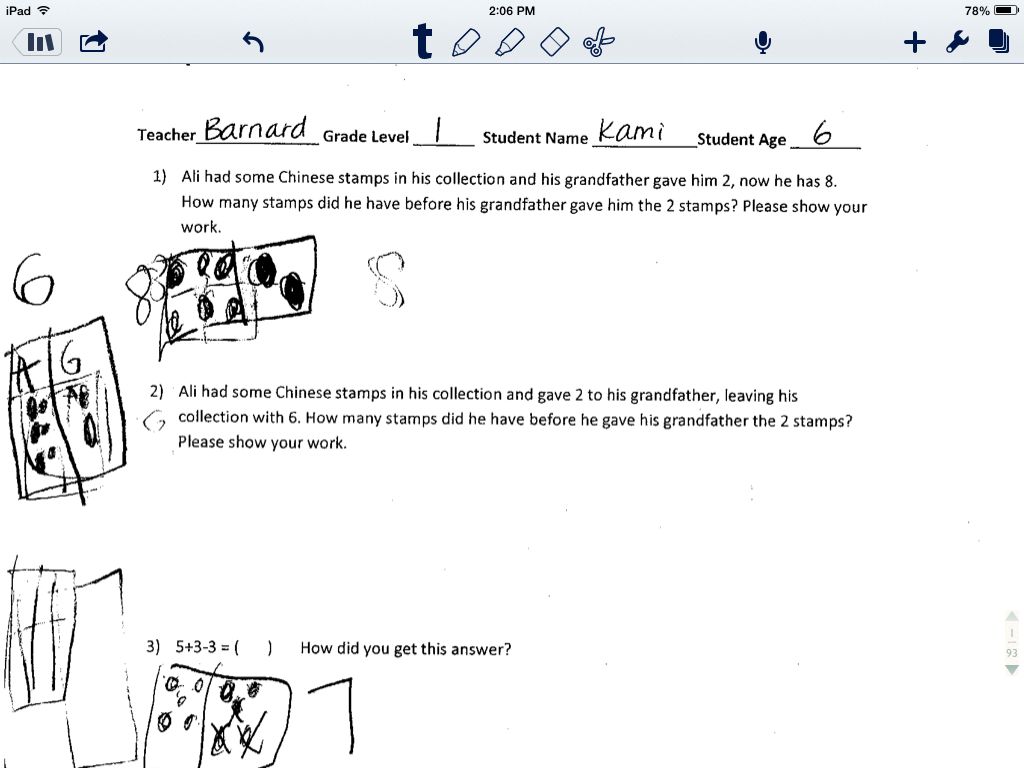 iPad 2:06 PM 78%
t
Teacher Barnard Grade Level 1 Student Name Kami Student Age 6
1) Ali had some Chinese stamps in his collection and his grandfather gave him 2, now he has 8.
How many stamps did he have before his grandfather gave him the 2 stamps? Please show your
work.
6 8 8
A G
2) Ali had some Chinese stamps in his collection and gave 2 to his grandfather, leaving his
collection with 6. How many stamps did he have before he gave his grandfather the 2 stamps?
Please show your work.
3) 5+3-3 = ( ) How did you get this answer?
7
1
93